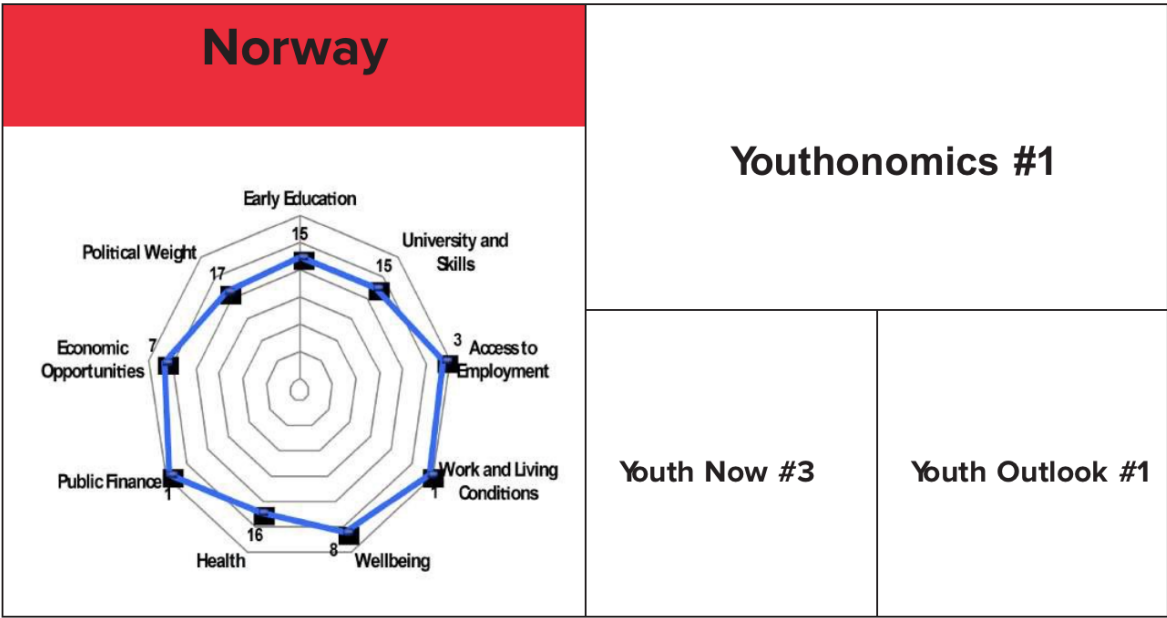 Norway
Youthonomics #1
Early Education
Political Weight
University and
Skills
15
15
17
3
Access to
Employment
7
Economic
Opportunities
Public Finance
1
Work and Living
Conditions
1
16
8
Health
Wellbeing
Youth Now #3
Youth Outlook #1